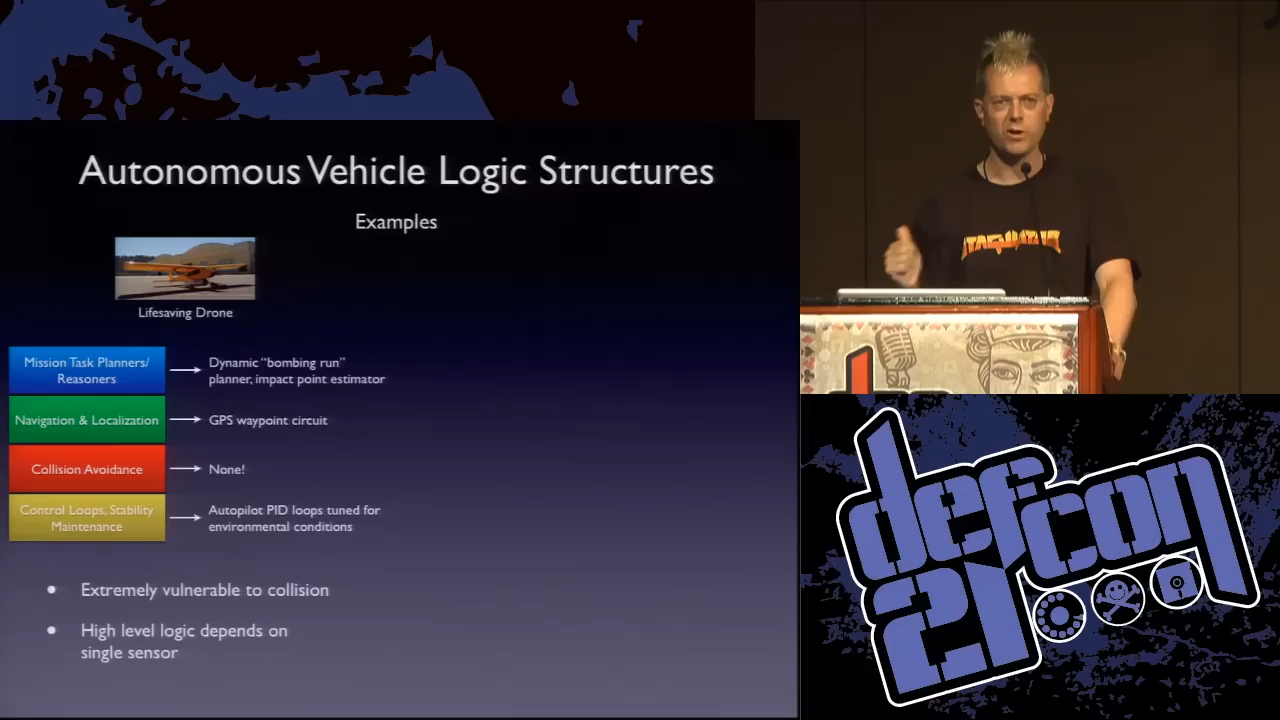 Autonomous Vehicle Logic Structures
Examples
Lifesaving Drone
Mission Task Planners/
Reasoners
Dynamic “bombing run”
planner, impact point estimator
Navigation & Localization
GPS waypoint circuit
Collision Avoidance
None!
Control Loops, Stability
Maintenance
Autopilot PID loops tuned for
environmental conditions
• Extremely vulnerable to collision
• High level logic depends on
single sensor
defcon
21